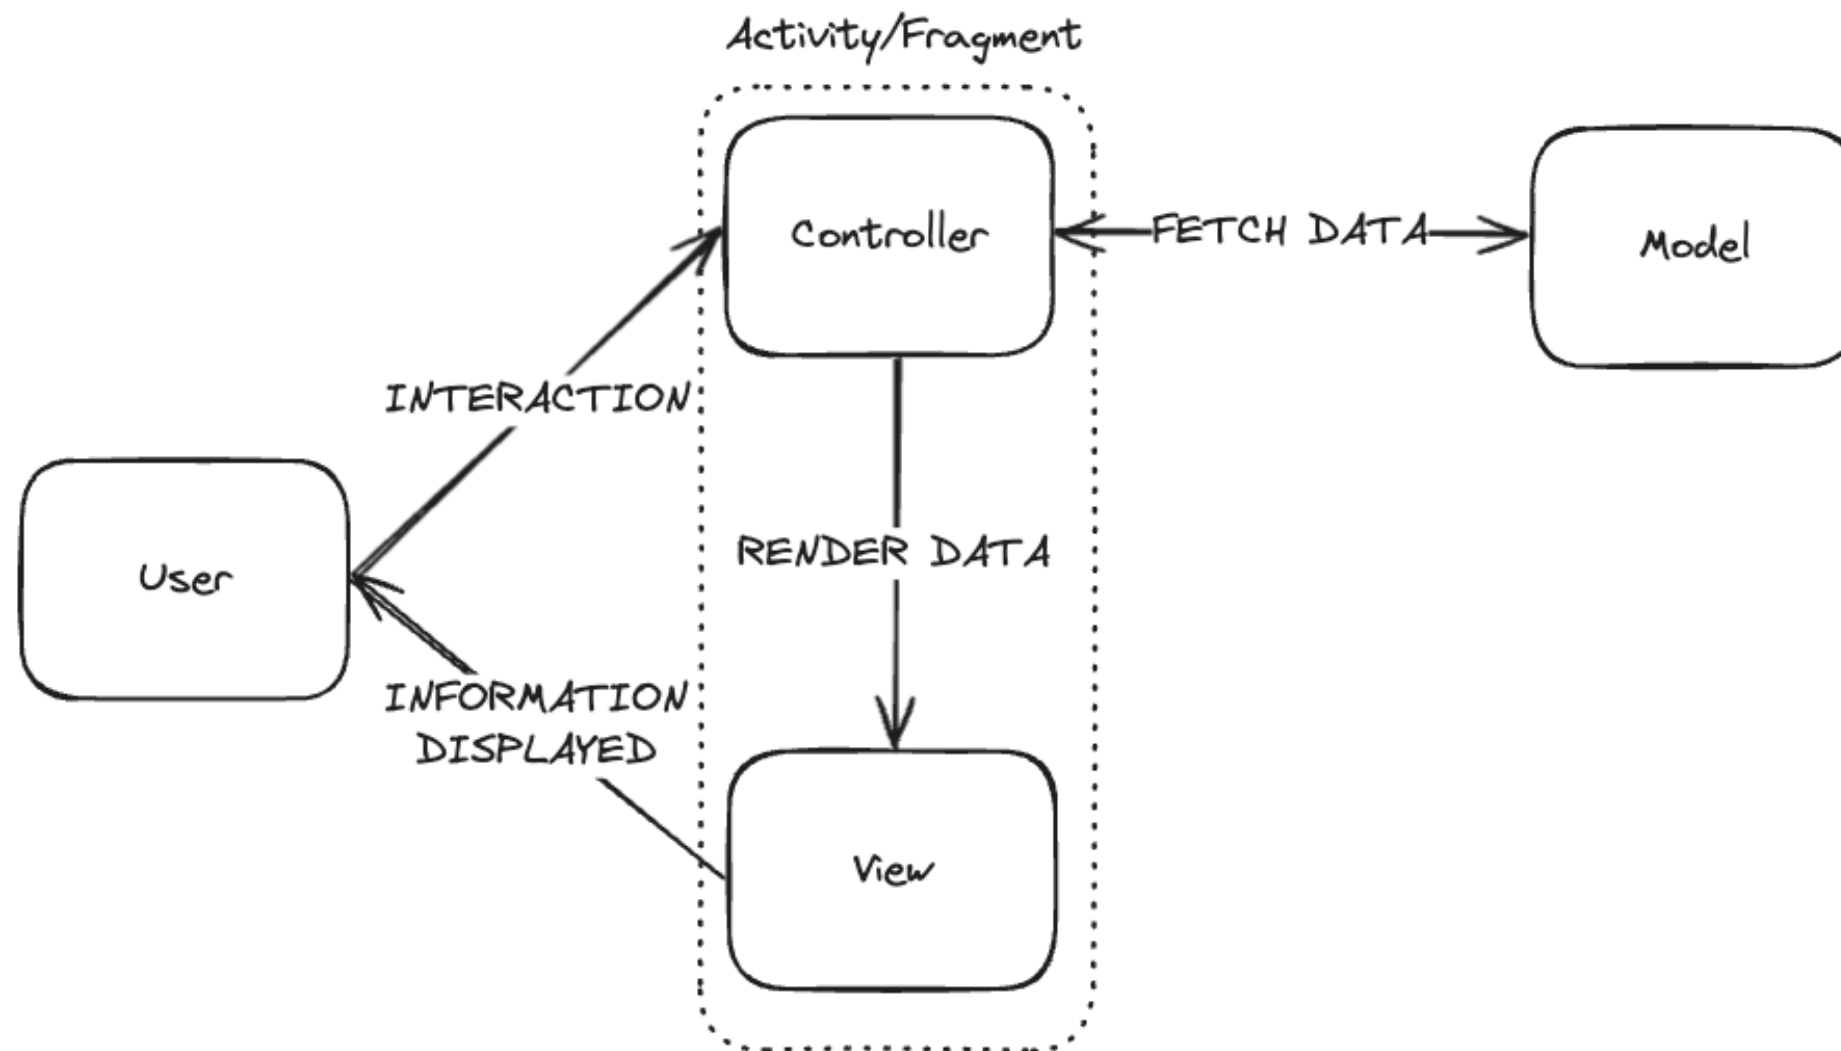 Activity/Fragment
Controller
FETCH DATA
Model
INTERACTION
User
RENDER DATA
INFORMATION
DISPLAYED
View